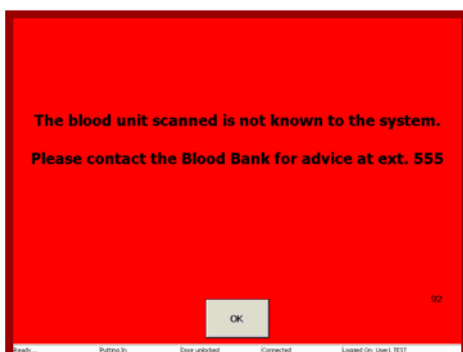 The blood unit scanned is not known to the system.
Please contact the Blood Bank for advice at ext. 555
92
OK
Ready... Putting In Door unlocked Connected Logged On: User1 TEST